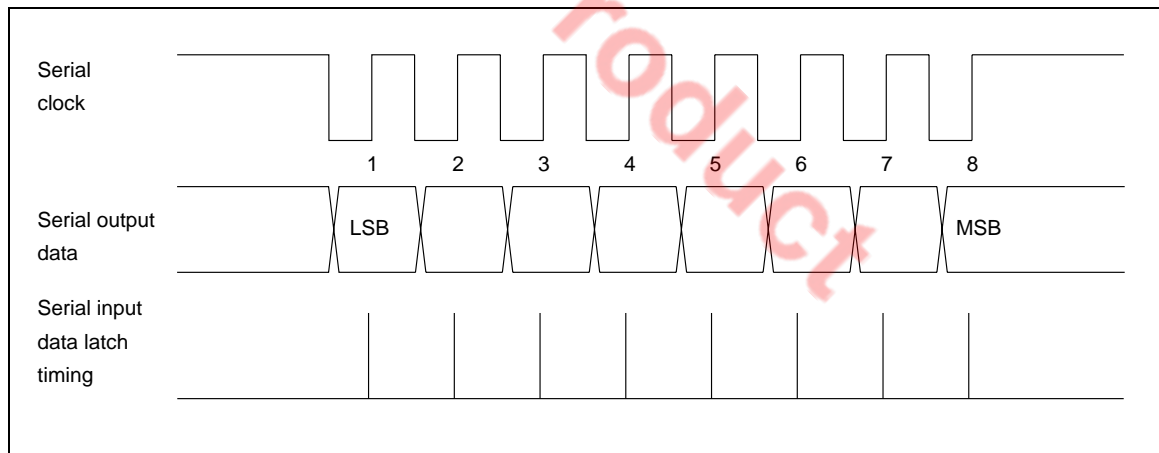 Serial
clock
1 2 3 4 5 6 7 8
Serial output
data
LSB
MSB
Serial input
data latch
timing
roduct